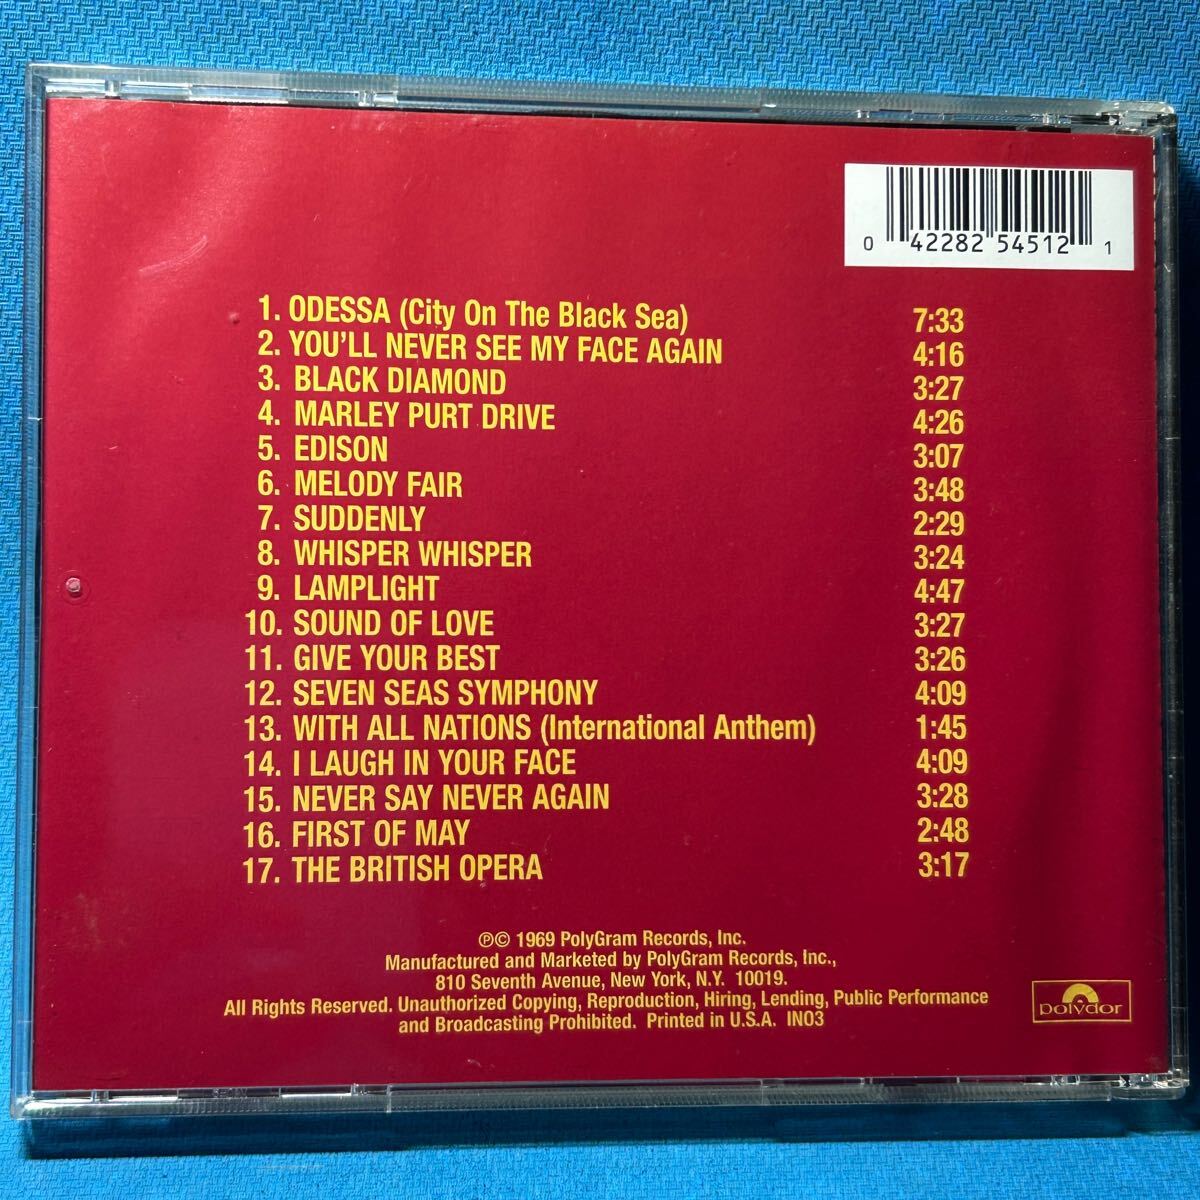 0 42282 54512 1
1. ODESSA (City On The Black Sea) 7:33
2. YOU'LL NEVER SEE MY FACE AGAIN 4:16
3. BLACK DIAMOND 3:27
4. MARLEY PURT DRIVE 4:26
5. EDISON 3:07
6. MELODY FAIR 3:48
7. SUDDENLY 2:29
8. WHISPER WHISPER 3:24
9. LAMPLIGHT 4:47
10. SOUND OF LOVE 3:27
11. GIVE YOUR BEST 3:26
12. SEVEN SEAS SYMPHONY 4:09
13. WITH ALL NATIONS (International Anthem) 1:45
14. I LAUGH IN YOUR FACE 4:09
15. NEVER SAY NEVER AGAIN 3:28
16. FIRST OF MAY 2:48
17. THE BRITISH OPERA 3:17
℗© 1969 PolyGram Records, Inc.
Manufactured and Marketed by PolyGram Records, Inc.,
810 Seventh Avenue, New York, N.Y. 10019.
All Rights Reserved. Unauthorized Copying, Reproduction, Hiring, Lending, Public Performance
and Broadcasting Prohibited. Printed in U.S.A. INO3
polydor